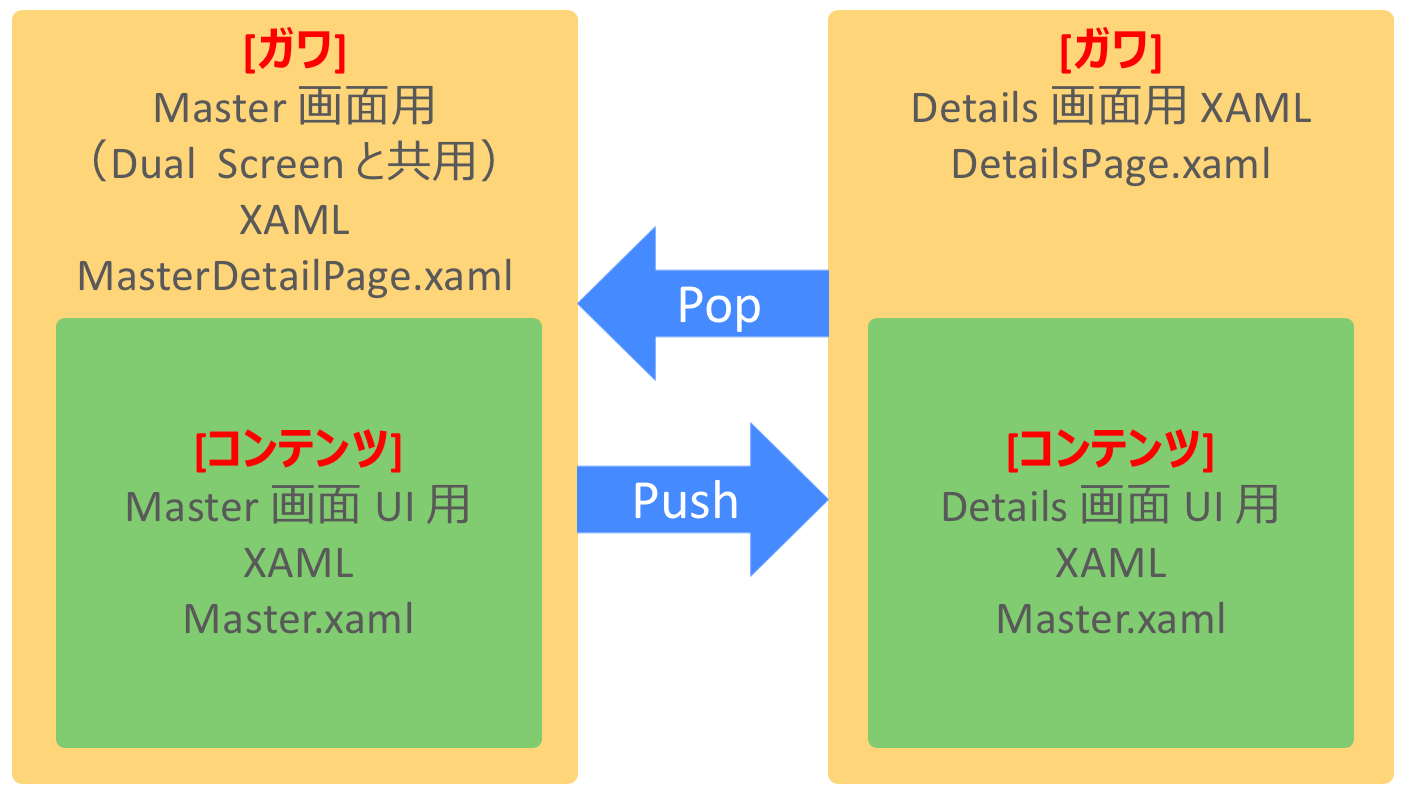 [ガワ]
Master 画面用
（Dual Screen と共用）
XAML
MasterDetailPage.xaml
[コンテンツ]
Master 画面 UI 用
XAML
Master.xaml
Pop
Push
[ガワ]
Details 画面用 XAML
DetailsPage.xaml
[コンテンツ]
Details 画面 UI 用
XAML
Master.xaml